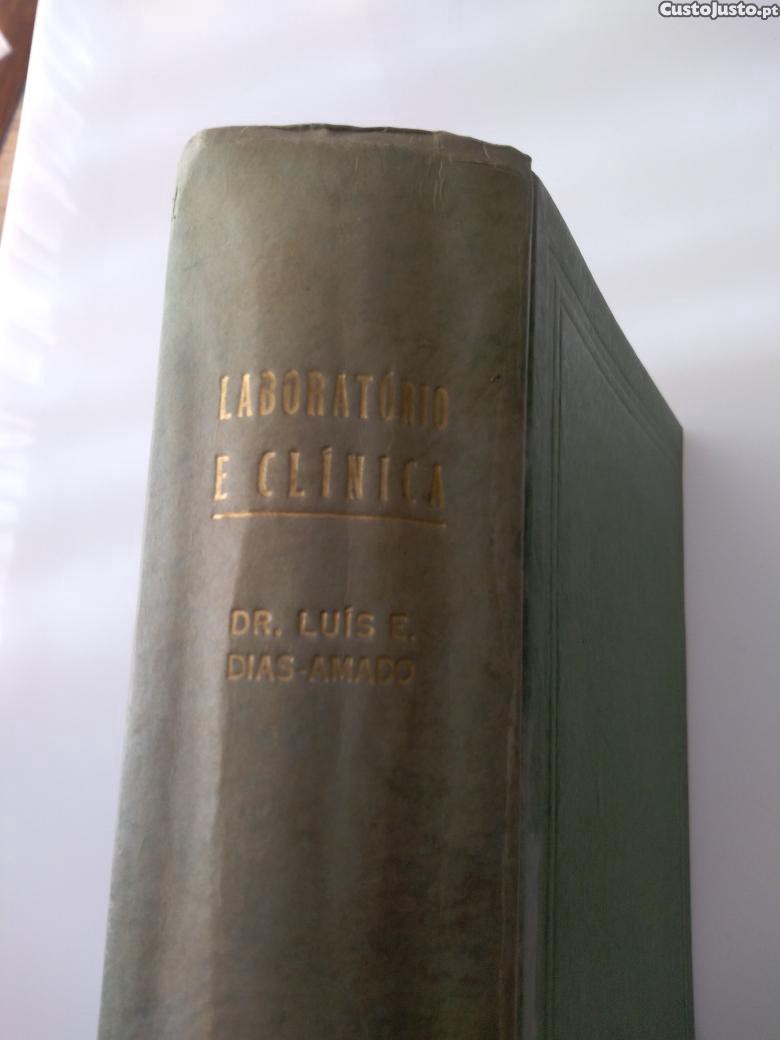 CustoJusto.pt
LABORATÓRIO
E CLÍNICA
DR. LUÍS E.
DIAS-AMADO